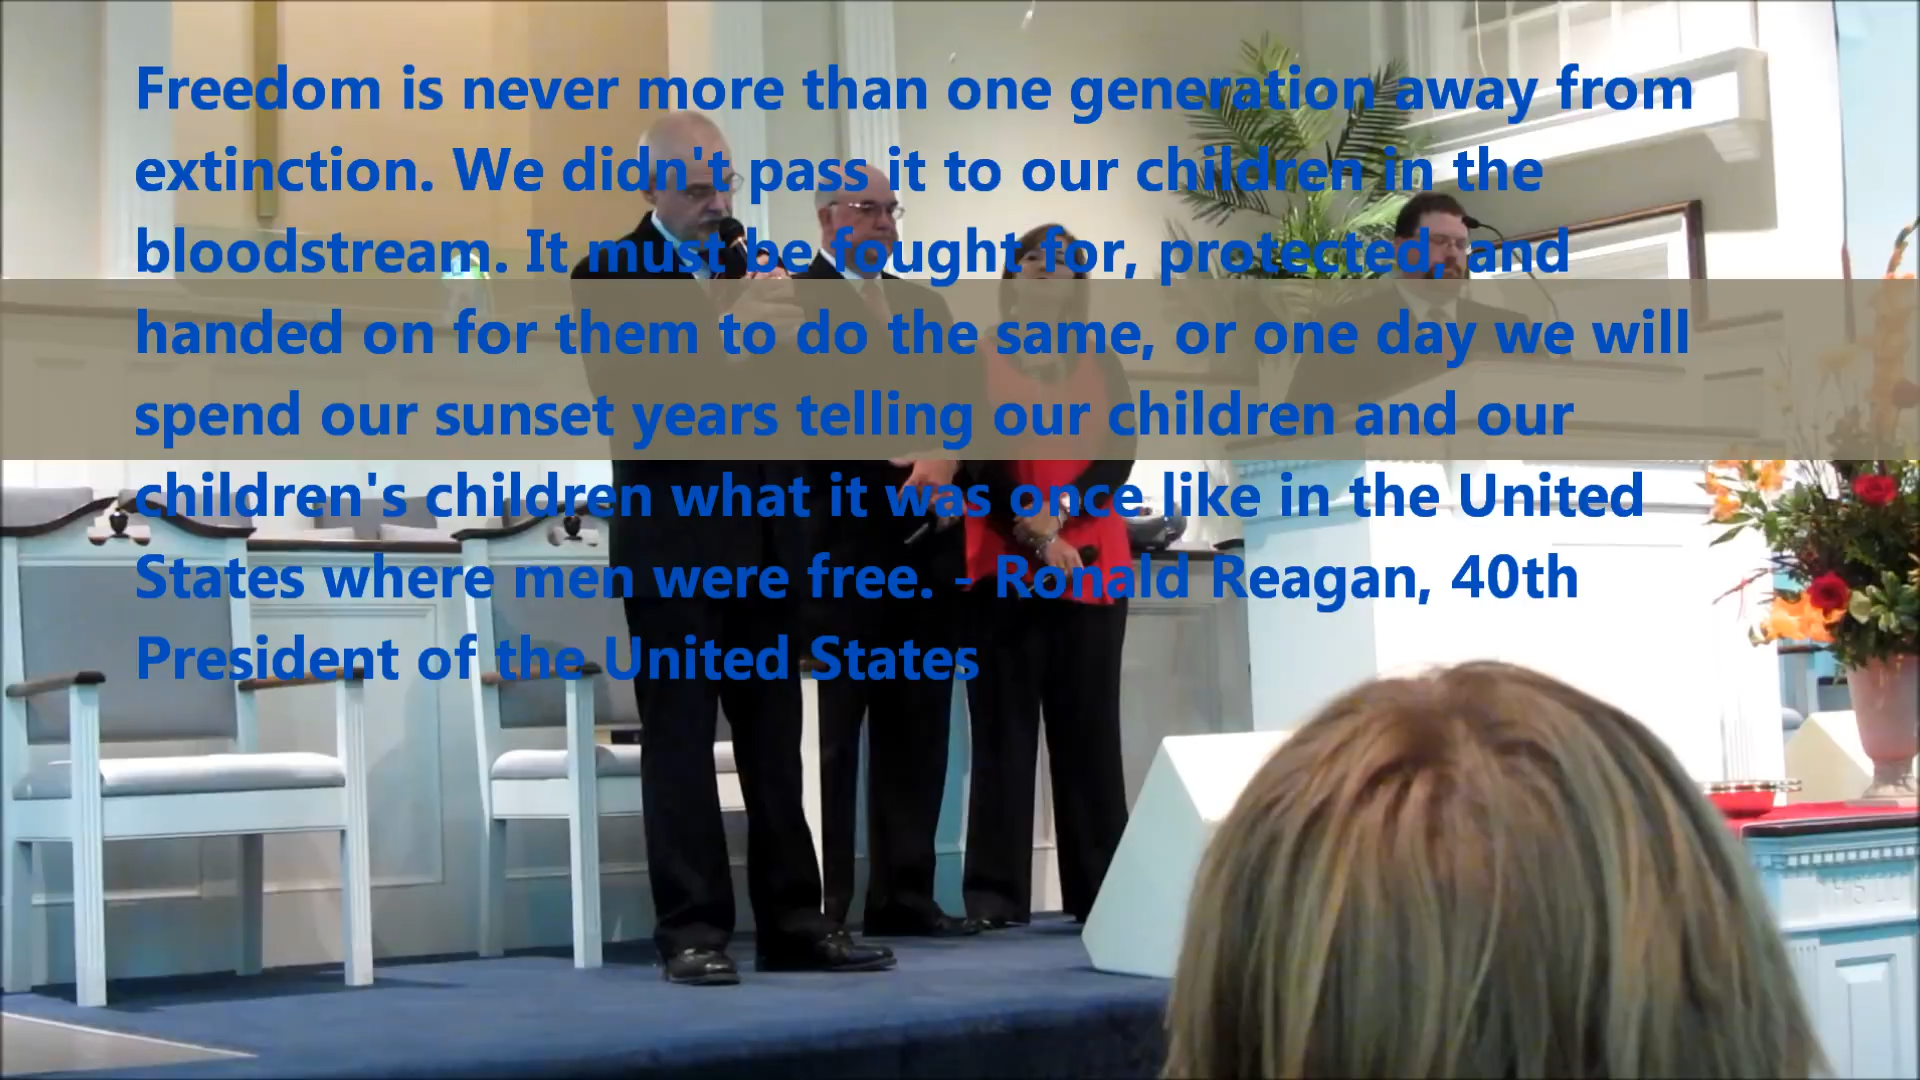 Freedom is never more than one generation away from
extinction. We didn't pass it to our children in the
bloodstream. It must be fought for, protected, and
handed on for them to do the same, or one day we will
spend our sunset years telling our children and our
children's children what it was once like in the United
States where men were free. - Ronald Reagan, 40th
President of the United States